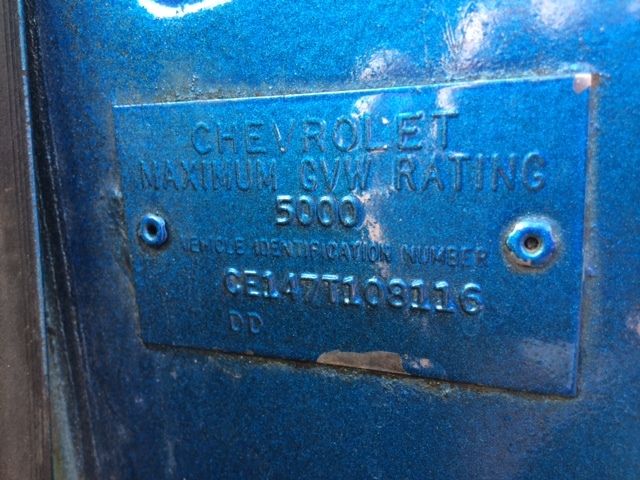 CHEVROLET
MAXIMUM GVW RATING
5000
VEHICLE IDENTIFICATION NUMBER
CE147T108116
DD